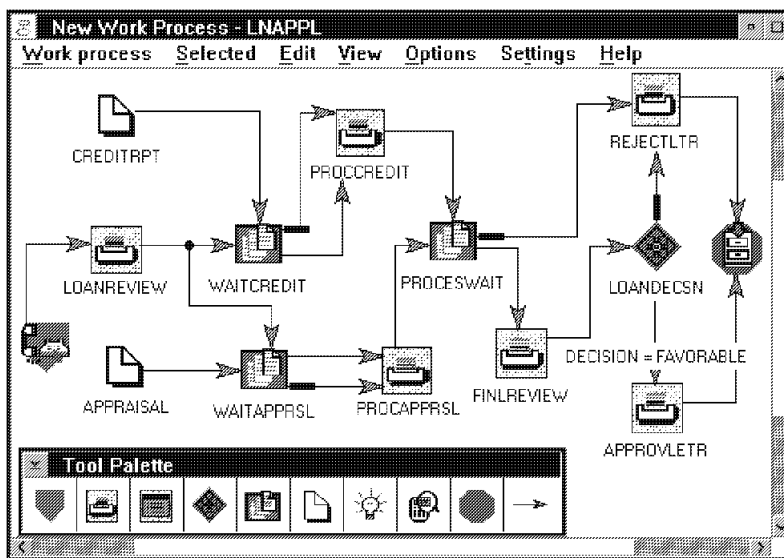 New Work Process - LNAPPL
Work process Selected Edit View Options Settings Help
CREDITRPT
PROCCREDIT
REJECTLTR
LOANREVIEW
WAITCREDIT
PROCESWAIT
LOANDECSN
DECISION = FAVORABLE
APPRAISAL
WAITAPPRSL
PROCAPPRSL
FINLREVIEW
APPROVLETR
Tool Palette